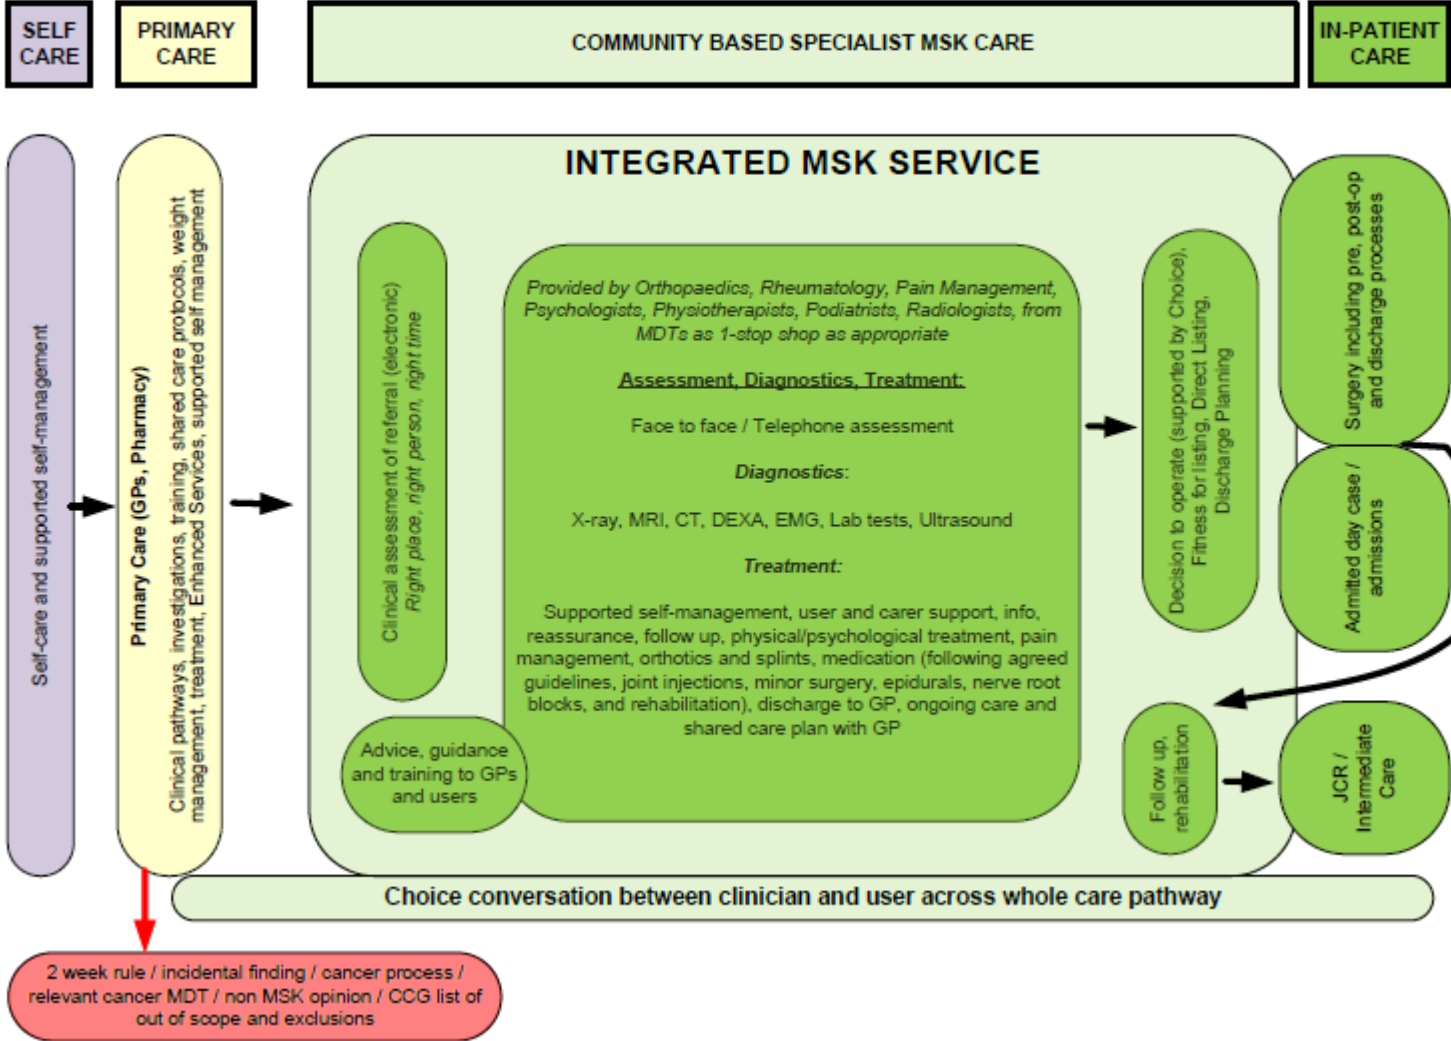 SELF
CARE
PRIMARY
CARE
COMMUNITY BASED SPECIALIST MSK CARE
IN-PATIENT
CARE
Self-care and supported self-management
Primary Care (GPs, Pharmacy)
Clinical pathways, investigations, training, shared care protocols, weight
management, treatment, Enhanced Services, supported self management
INTEGRATED MSK SERVICE
Clinical assessment of referral (electronic)
Right place, right person, right time
Advice, guidance
and training to GPs
and users
Provided by Orthopaedics, Rheumatology, Pain Management,
Psychologists, Physiotherapists, Podiatrists, Radiologists, from
MDTs as 1-stop shop as appropriate
Assessment, Diagnostics, Treatment:
Face to face / Telephone assessment
Diagnostics:
X-ray, MRI, CT, DEXA, EMG, Lab tests, Ultrasound
Treatment:
Supported self-management, user and carer support, info,
reassurance, follow up, physical/psychological treatment, pain
management, orthotics and splints, medication (following agreed
guidelines, joint injections, minor surgery, epidurals, nerve root
blocks, and rehabilitation), discharge to GP, ongoing care and
shared care plan with GP
Decision to operate (supported by Choice),
Fitness for listing, Direct Listing,
Discharge Planning
Follow up,
rehabilitation
Surgery including pre, post-op
and discharge processes
Admitted day case /
admissions
JCR /
Intermediate
Care
Choice conversation between clinician and user across whole care pathway
2 week rule / incidental finding / cancer process /
relevant cancer MDT / non MSK opinion / CCG list of
out of scope and exclusions